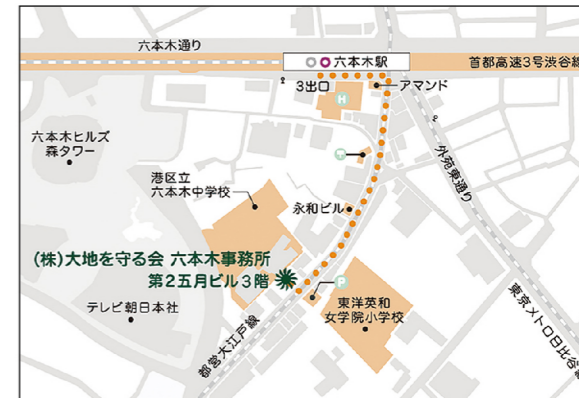 六本木通り
六本木駅
首都高速3号渋谷線
3出口
アマンド
H
六本木ヒルズ
森タワー
外苑東通り
港区立
六本木中学校
永和ビル
(株)大地を守る会 六本木事務所
第2五月ビル3階
P
テレビ朝日本社
東洋英和
女学院小学校
都営大江戸線
東京メトロ日比谷線